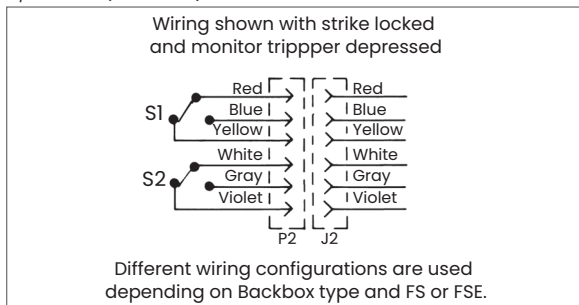 Wiring shown with strike locked
and monitor trippper depressed
Red Red
S1 Blue Blue
Yellow Yellow
White White
S2 Gray Gray
Violet Violet
P2 J2
Different wiring configurations are used
depending on Backbox type and FS or FSE.